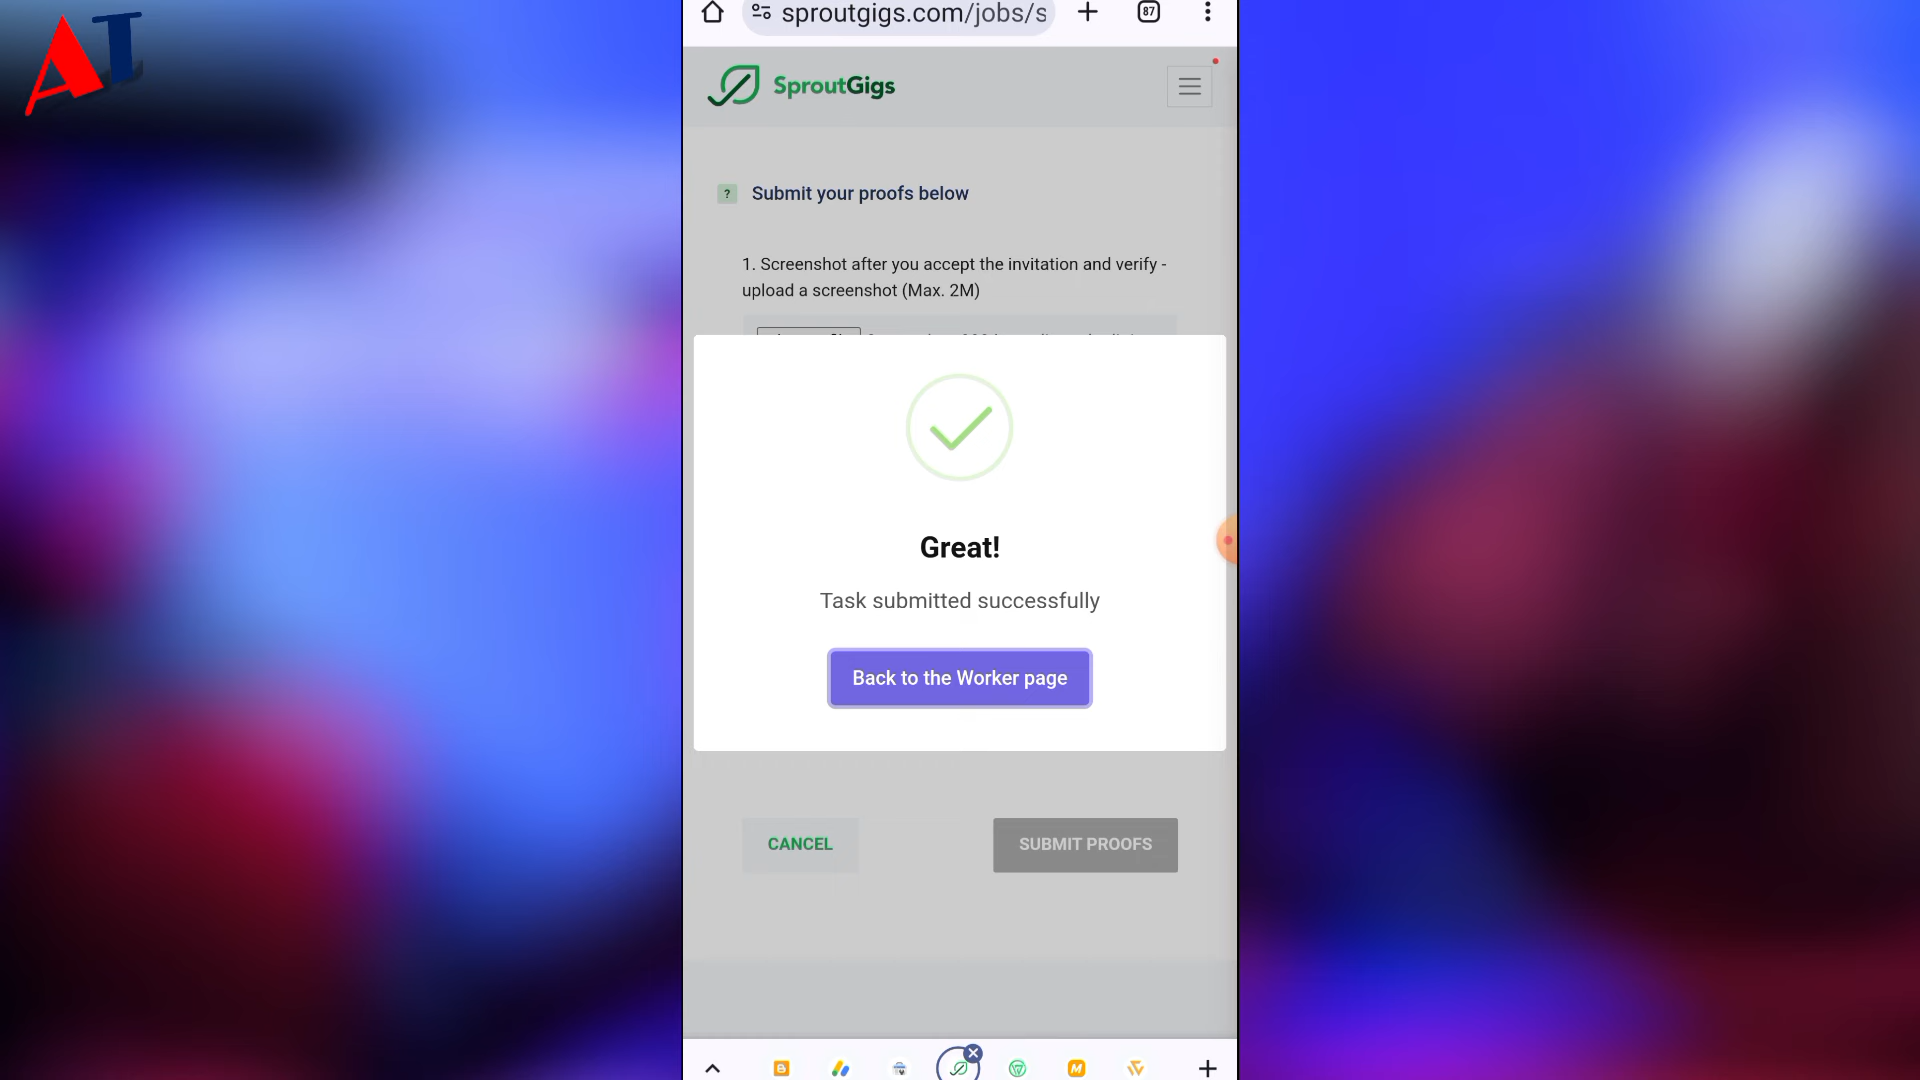 AT
sproutgigs.com/jobs/s
87
SproutGigs
? Submit your proofs below
1. Screenshot after you accept the invitation and verify -
upload a screenshot (Max. 2M)
Great!
Task submitted successfully
Back to the Worker page
CANCEL
SUBMIT PROOFS